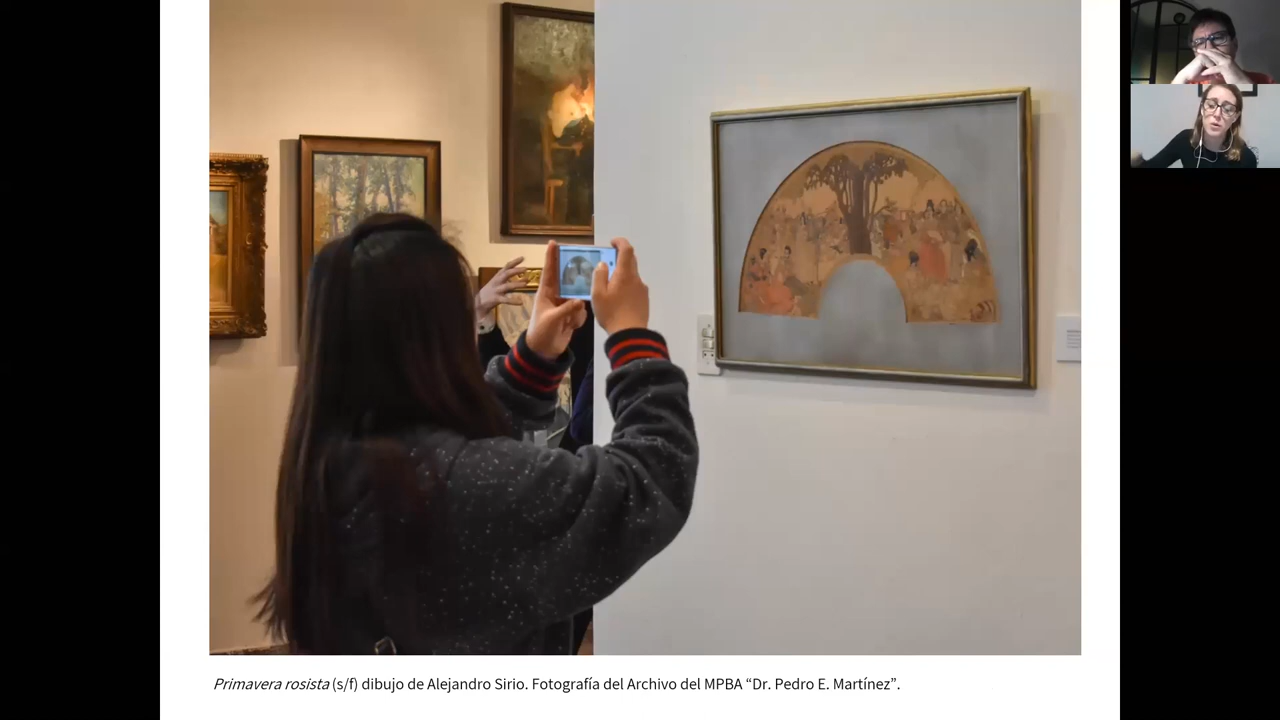 Primavera rosista (s/f) dibujo de Alejandro Sirio. Fotografía del Archivo del MPBA “Dr. Pedro E. Martínez”.